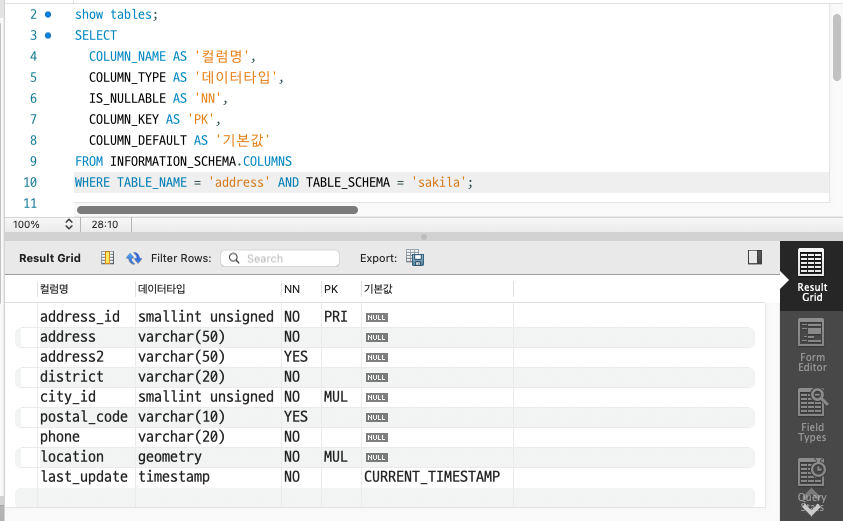 2 show tables;
3 SELECT
4 COLUMN_NAME AS '컬럼명',
5 COLUMN_TYPE AS '데이터타입',
6 IS_NULLABLE AS 'NN',
7 COLUMN_KEY AS 'PK',
8 COLUMN_DEFAULT AS '기본값'
9 FROM INFORMATION_SCHEMA.COLUMNS
10 WHERE TABLE_NAME = 'address' AND TABLE_SCHEMA = 'sakila';
11
100% 28:10
Result Grid Filter Rows: Search Export:
컬럼명 데이터타입 NN PK 기본값
address_id smallint unsigned NO PRI NULL
address varchar(50) NO NULL
address2 varchar(50) YES NULL
district varchar(20) NO NULL
city_id smallint unsigned NO MUL NULL
postal_code varchar(10) YES NULL
phone varchar(20) NO NULL
location geometry NO MUL NULL
last_update timestamp NO CURRENT_TIMESTAMP
Result
Grid
Form
Editor
Field
Types
Query
Stats